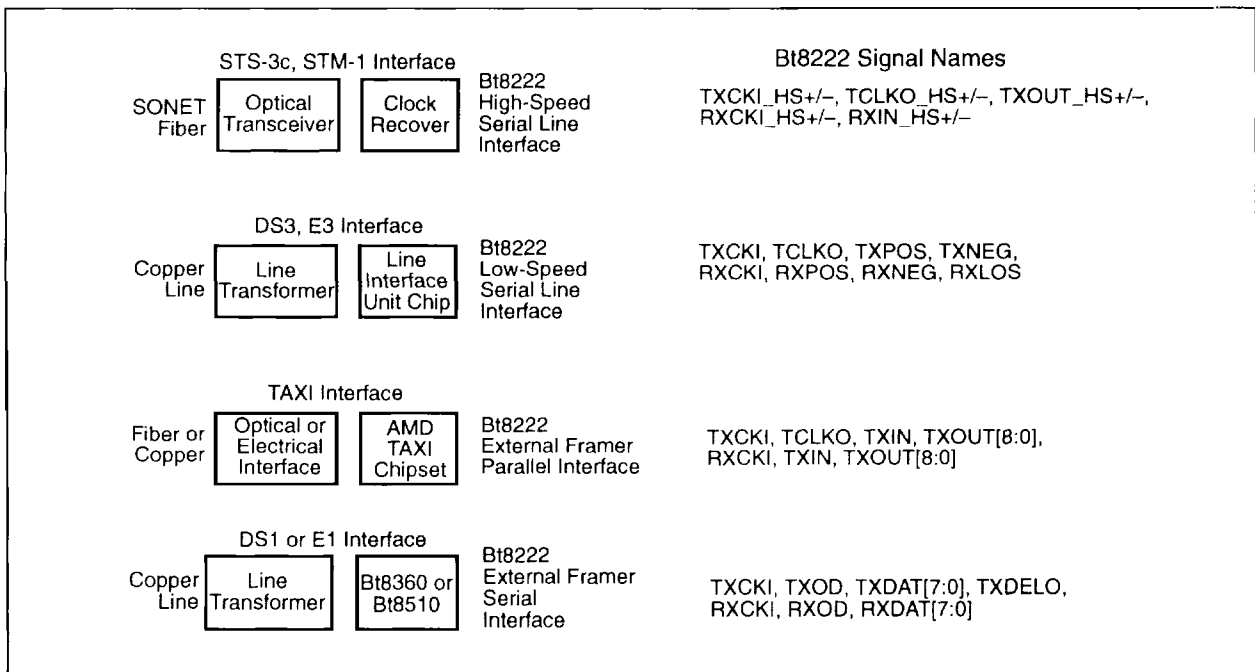 STS-3c, STM-1 Interface
SONET
Fiber
Optical
Transceiver
Clock
Recover
Bt8222
High-Speed
Serial Line
Interface
Bt8222 Signal Names
TXCKI_HS+/–, TCLKO_HS+/–, TXOUT_HS+/–,
RXCKI_HS+/–, RXIN_HS+/–
DS3, E3 Interface
Copper
Line
Line
Transformer
Line
Interface
Unit Chip
Bt8222
Low-Speed
Serial Line
Interface
TXCKI, TCLKO, TXPOS, TXNEG,
RXCKI, RXPOS, RXNEG, RXLOS
TAXI Interface
Fiber or
Copper
Optical or
Electrical
Interface
AMD
TAXI
Chipset
Bt8222
External Framer
Parallel Interface
TXCKI, TCLKO, TXIN, TXOUT[8:0],
RXCKI, TXIN, TXOUT[8:0]
DS1 or E1 Interface
Copper
Line
Line
Transformer
Bt8360 or
Bt8510
Bt8222
External Framer
Serial
Interface
TXCKI, TXOD, TXDAT[7:0], TXDELO,
RXCKI, RXOD, RXDAT[7:0]